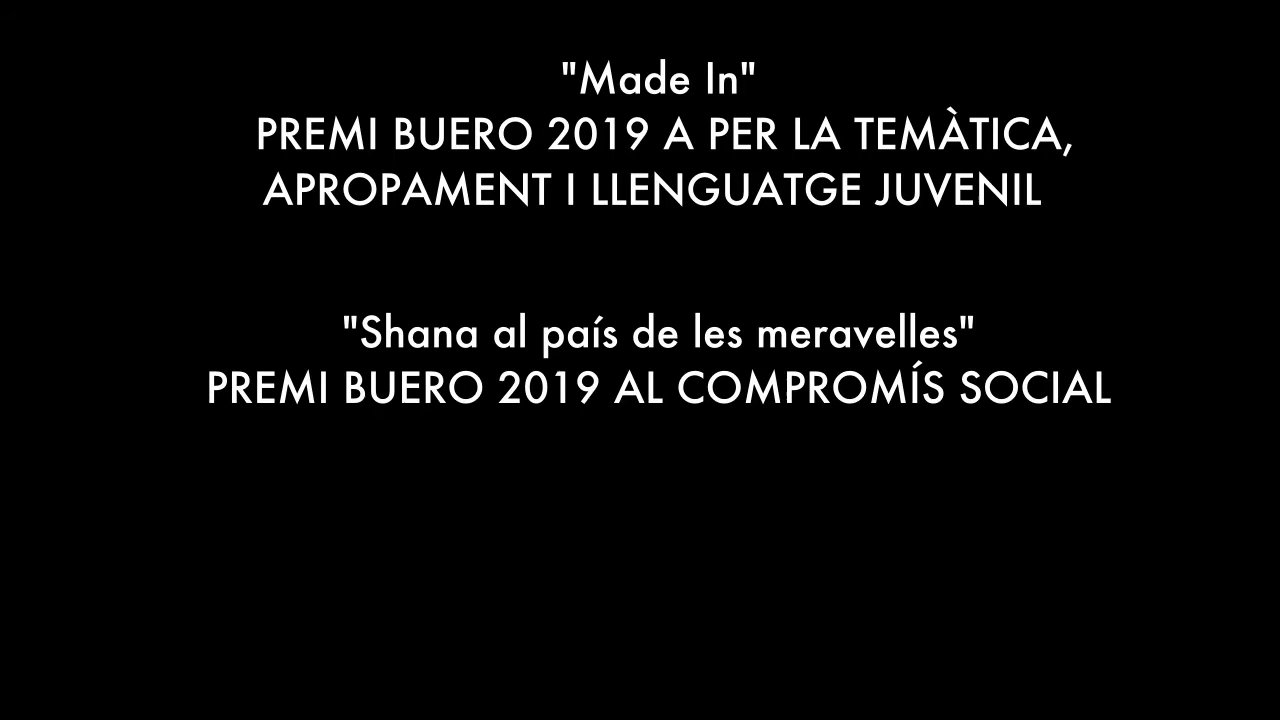 "Made In"
PREMI BUERO 2019 A PER LA TEMÀTICA,
APROPAMENT I LLENGUATGE JUVENIL
"Shana al país de les meravelles"
PREMI BUERO 2019 AL COMPROMÍS SOCIAL